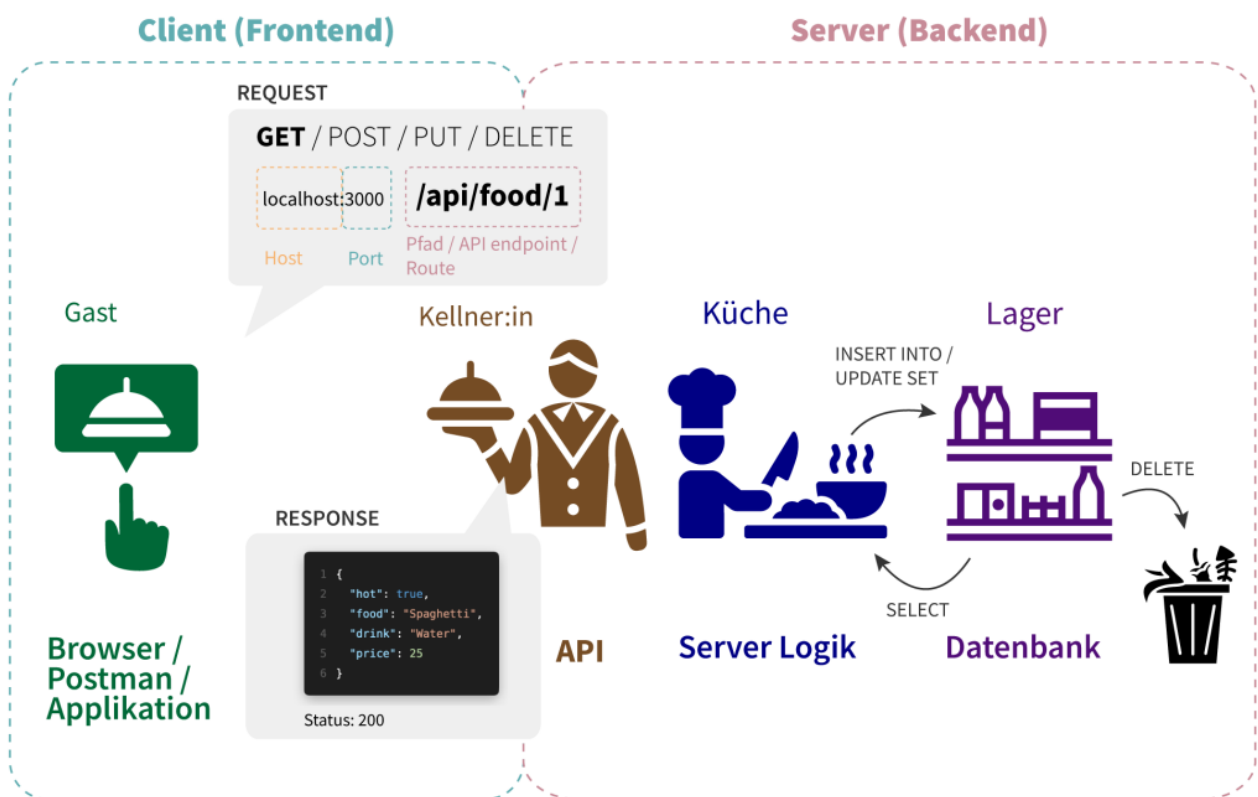 Client (Frontend)
Server (Backend)
REQUEST
GET / POST / PUT / DELETE
localhost:3000
/api/food/1
Host
Port
Pfad / API endpoint /
Route
Gast
Kellner:in
Küche
Lager
INSERT INTO /
UPDATE SET
DELETE
SELECT
RESPONSE
1 {
2 "hot": true,
3 "food": "Spaghetti",
4 "drink": "Water",
5 "price": 25
6 }
Status: 200
Browser /
Postman /
Applikation
API
Server Logik
Datenbank